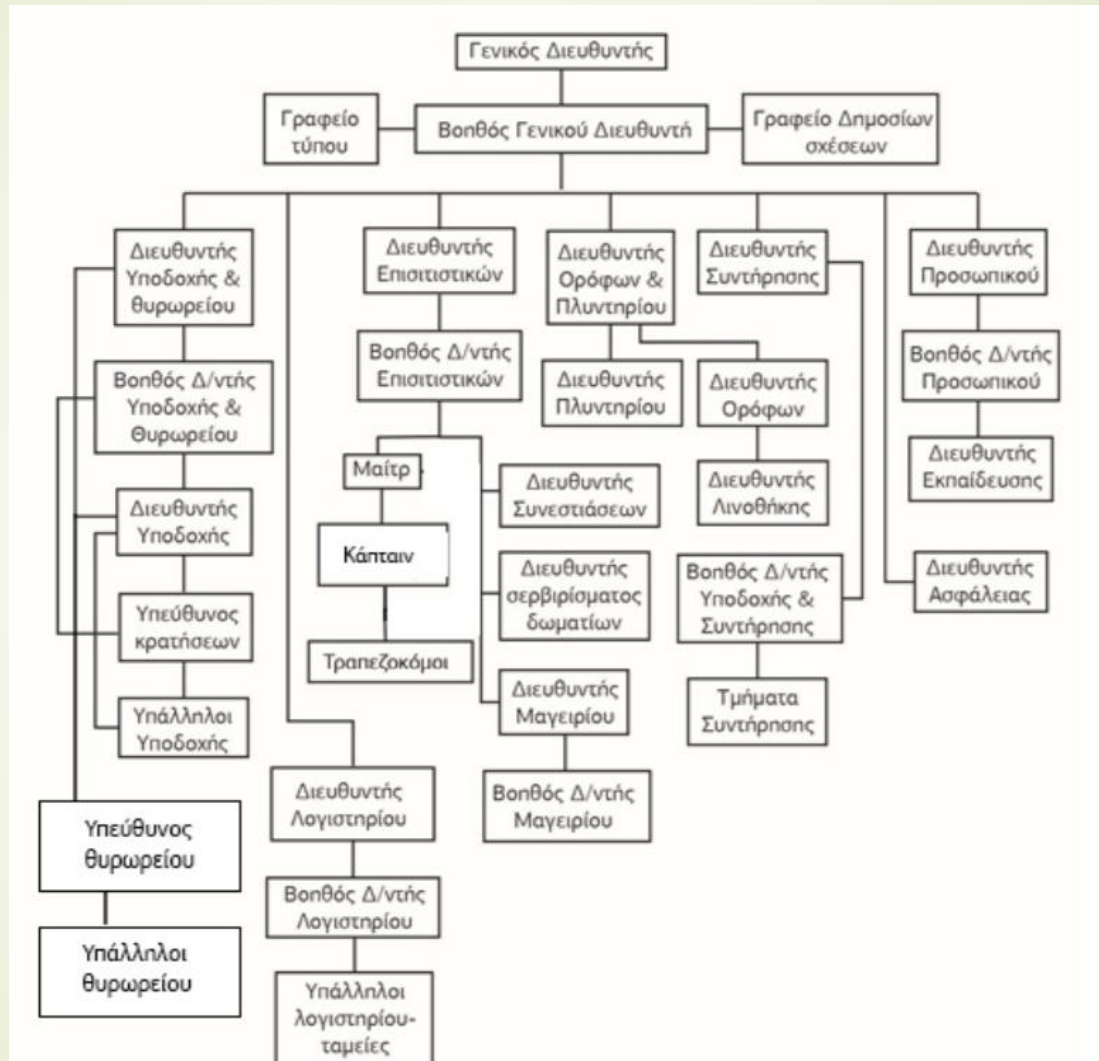 Γενικός Διευθυντής
Γραφείο
τύπου
Βοηθός Γενικού Διευθυντή
Γραφείο Δημοσίων
σχέσεων
Διευθυντής
Υποδοχής &
θυρωρείου
Βοηθός Δ/ντής
Υποδοχής &
Θυρωρείου
Διευθυντής
Υποδοχής
Υπεύθυνος
κρατήσεων
Υπάλληλοι
Υποδοχής
Υπεύθυνος
θυρωρείου
Υπάλληλοι
θυρωρείου
Διευθυντής
Λογιστηρίου
Βοηθός Δ/ντής
Λογιστηρίου
Υπάλληλοι
λογιστηρίου-
ταμείες
Διευθυντής
Επισιτιστικών
Βοηθός Δ/ντής
Επισιτιστικών
Μαίτρ
Κάπταιν
Τραπεζοκόμοι
Διευθυντής
Συνεστιάσεων
Διευθυντής
σερβιρίσματος
δωματίων
Διευθυντής
Μαγειρίου
Βοηθός Δ/ντής
Μαγειρίου
Διευθυντής
Ορόφων &
Πλυντηρίου
Διευθυντής
Πλυντηρίου
Διευθυντής
Ορόφων
Διευθυντής
Λινοθήκης
Διευθυντής
Συντήρησης
Βοηθός Δ/ντής
Υποδοχής &
Συντήρησης
Τμήματα
Συντήρησης
Διευθυντής
Ασφάλειας
Διευθυντής
Προσωπικού
Βοηθός Δ/ντής
Προσωπικού
Διευθυντής
Εκπαίδευσης